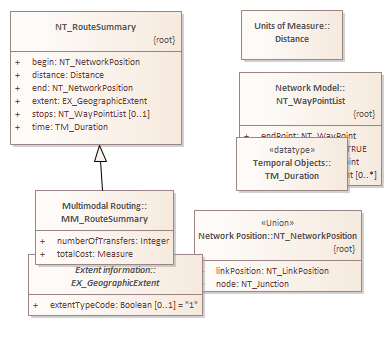 NT_RouteSummary
{root}
+ begin: NT_NetworkPosition
+ distance: Distance
+ end: NT_NetworkPosition
+ extent: EX_GeographicExtent
+ stops: NT_WayPointList [0..1]
+ time: TM_Duration
Units of Measure::
Distance
Network Model::
NT_WayPointList
{root}
+ endPoint: NT_WayPoint
TRUE
int
nt [0..*]
«datatype»
Temporal Objects::
TM_Duration
Multimodal Routing::
MM_RouteSummary
+ numberOfTransfers: Integer
+ totalCost: Measure
«Union»
Network Position::NT_NetworkPosition
{root}
linkPosition: NT_LinkPosition
node: NT_Junction
Extent information::
EX_GeographicExtent
+ extentTypeCode: Boolean [0..1] = "1"